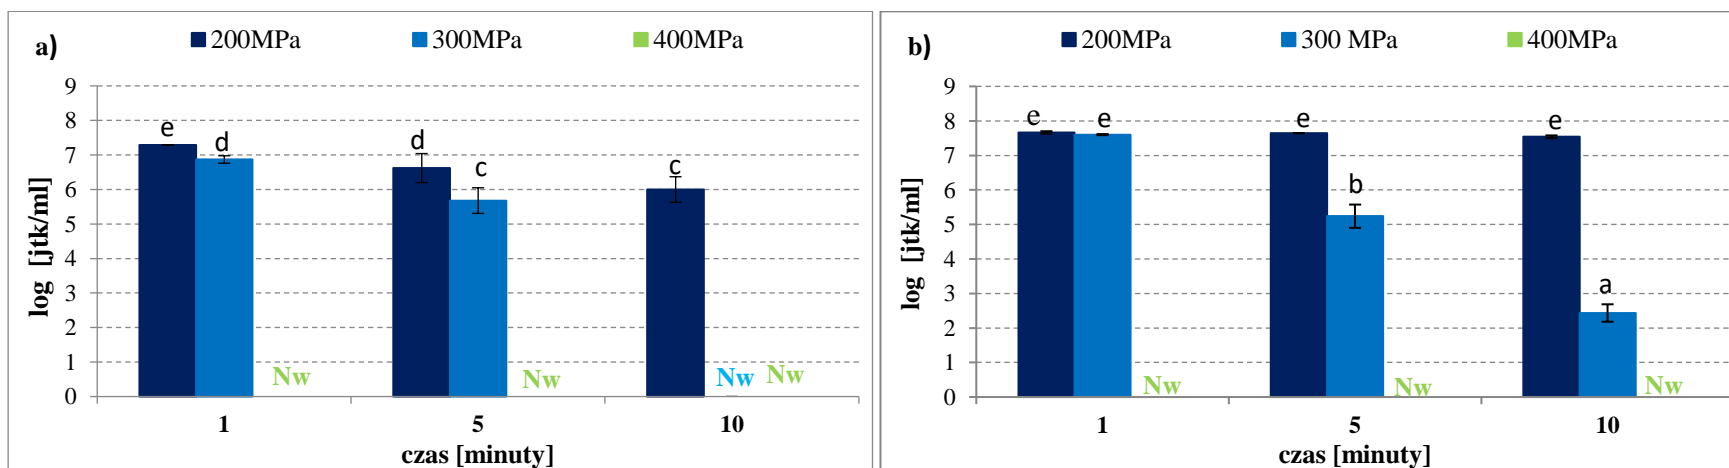 a)
200MPa 300MPa 400MPa
9
8
7
6
5
4
3
2
1
0
log [jtk/ml]
e d Nw
d c Nw
c Nw Nw
1 5 10
czas [minuty]
b)
200MPa 300 MPa 400MPa
9
8
7
6
5
4
3
2
1
0
log [jtk/ml]
e e Nw
e b Nw
e a Nw
1 5 10
czas [minuty]